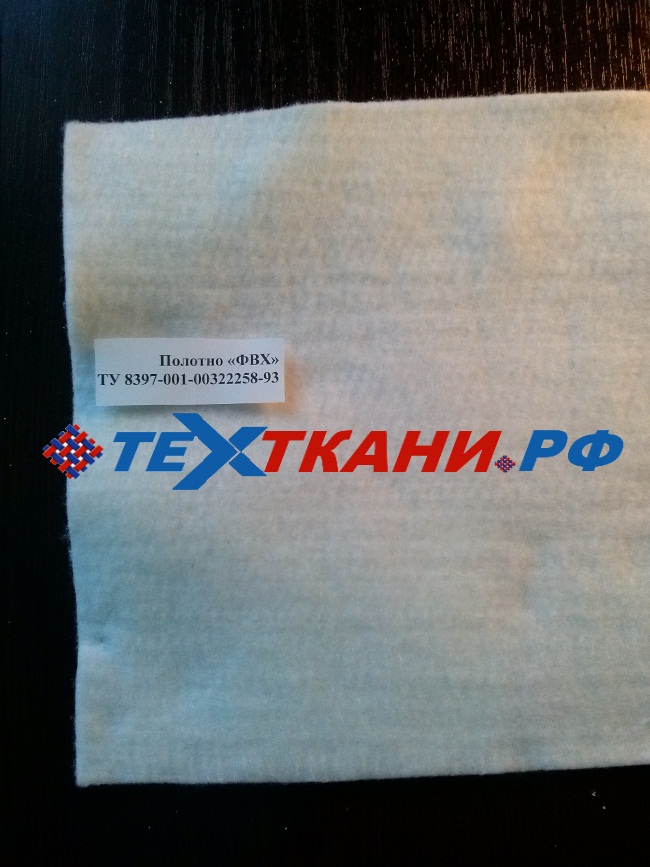 Полотно «ФВХ»
ТУ 8397-001-00322258-93
ТЕХТКАНИ.РФ